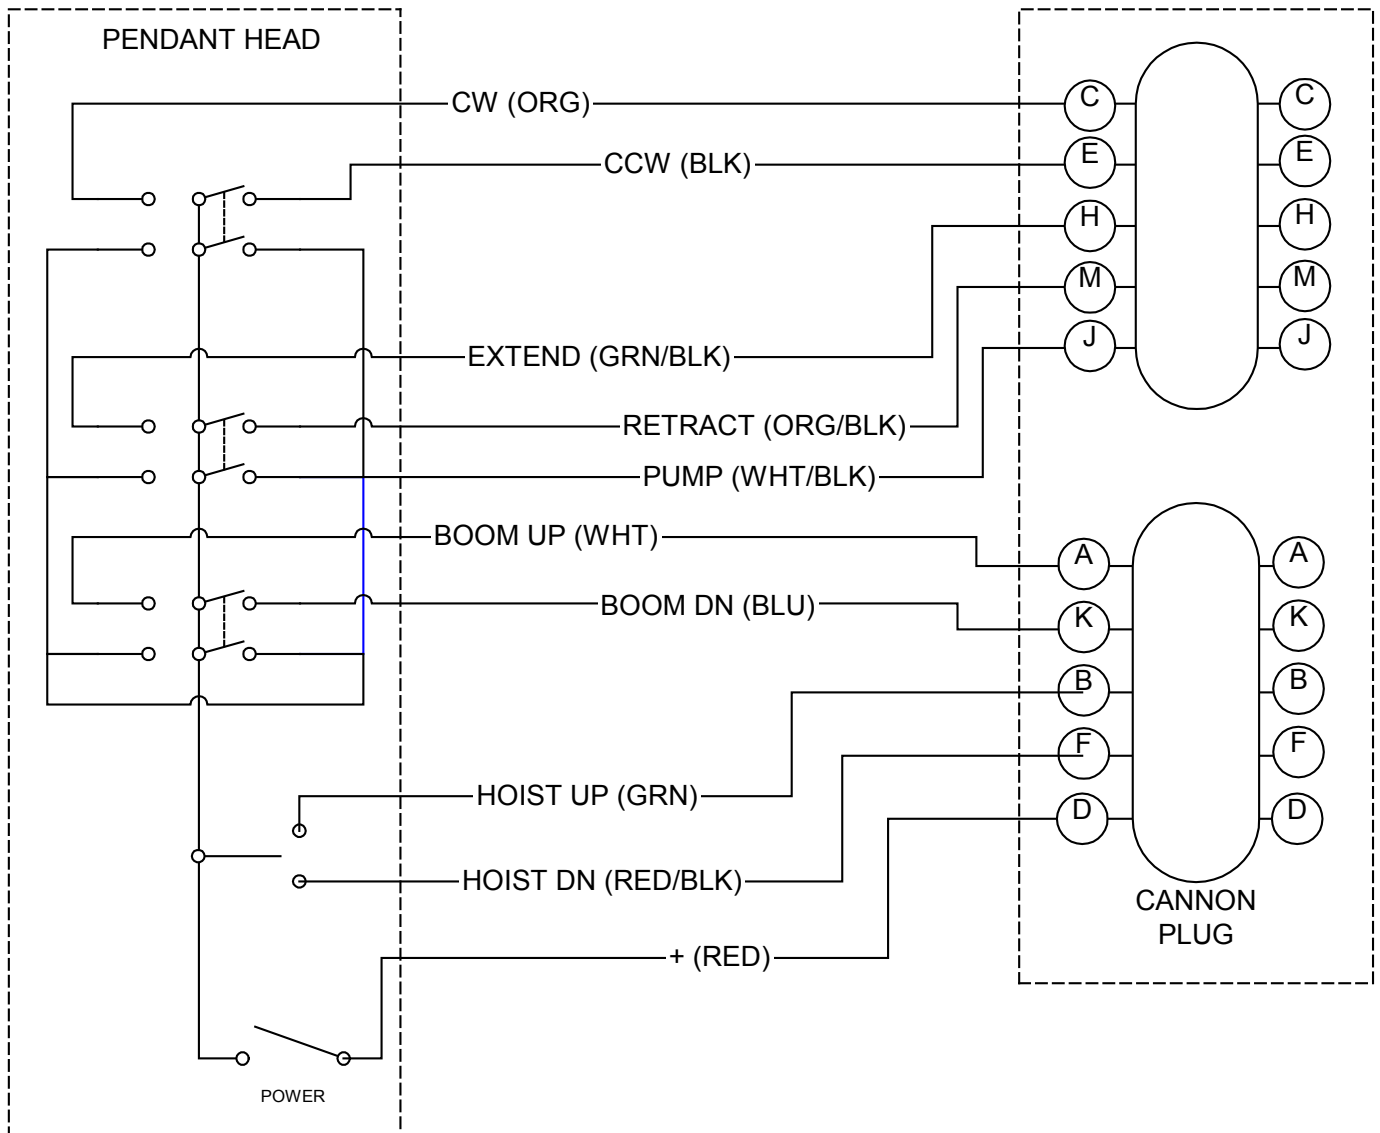 PENDANT HEAD
CW (ORG)
C
C
CCW (BLK)
E
E
H
H
M
M
J
J
EXTEND (GRN/BLK)
RETRACT (ORG/BLK)
PUMP (WHT/BLK)
BOOM UP (WHT)
A
A
BOOM DN (BLU)
K
K
B
B
F
F
HOIST UP (GRN)
D
D
HOIST DN (RED/BLK)
CANNON
PLUG
+ (RED)
POWER